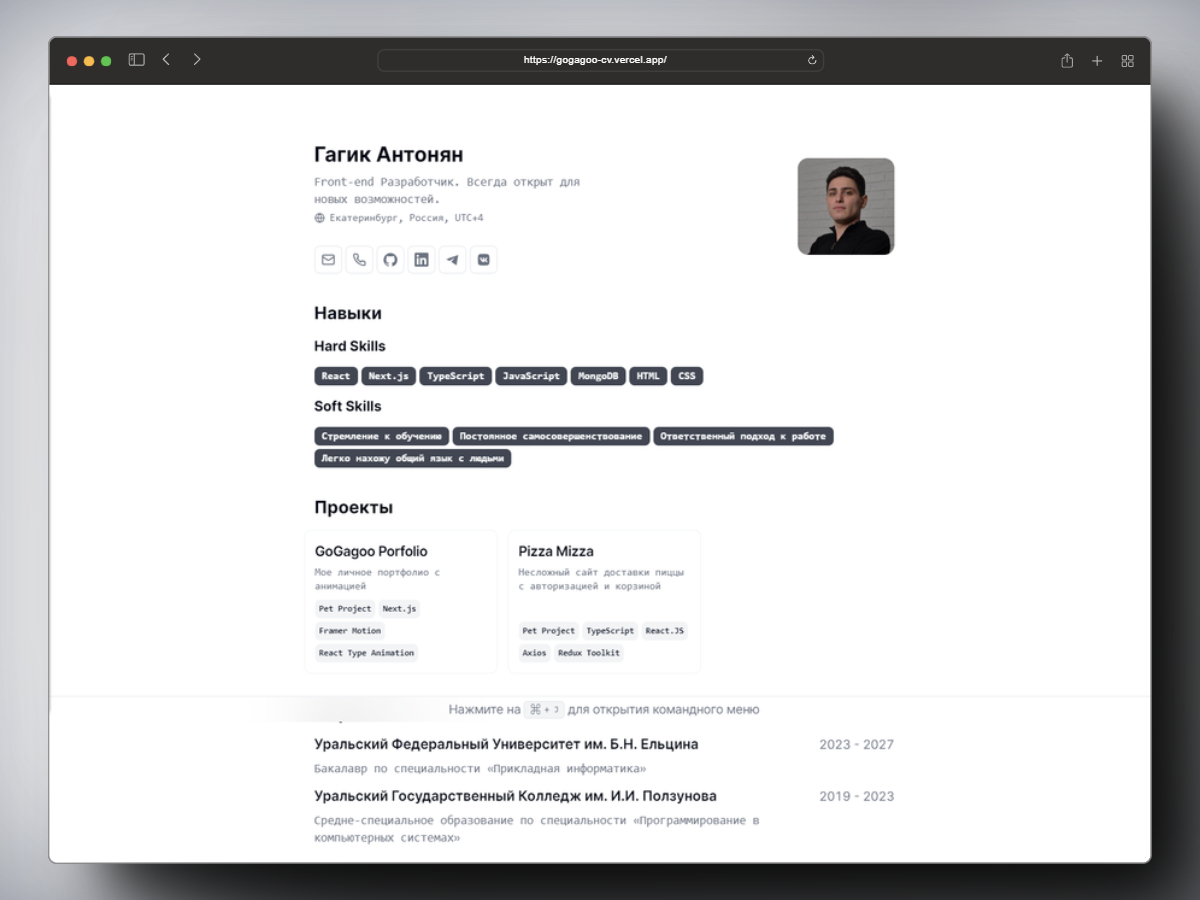 https://gogagoo-cv.vercel.app/
Гагик Антонян
Front-end Разработчик. Всегда открыт для
новых возможностей.
Екатеринбург, Россия, UTC+4
Навыки
Hard Skills
React Next.js TypeScript JavaScript MongoDB HTML CSS
Soft Skills
Стремление к обучению Постоянное самосовершенствование Ответственный подход к работе
Легко нахожу общий язык с людьми
Проекты
GoGagoo Porfolio
Мое личное портфолио с
анимацией
Pet Project Next.js
Framer Motion
React Type Animation
Pizza Mizza
Несложный сайт доставки пиццы
с авторизацией и корзиной
Pet Project TypeScript React.JS
Axios Redux Toolkit
Нажмите на ⌘ + J для открытия командного меню
Уральский Федеральный Университет им. Б.Н. Ельцина 2023 - 2027
Бакалавр по специальности «Прикладная информатика»
Уральский Государственный Колледж им. И.И. Ползунова 2019 - 2023
Средне-специальное образование по специальности «Программирование в
компьютерных системах»